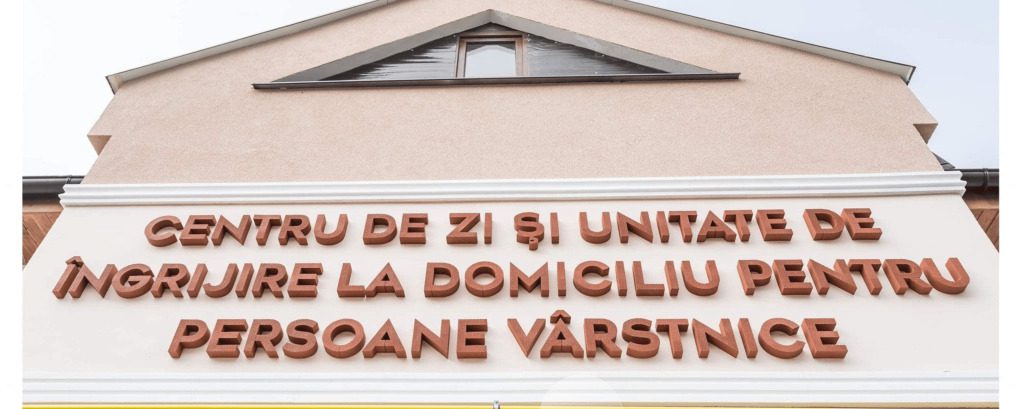 CENTRU DE ZI ȘI UNITATE DE
ÎNGRIJIRE LA DOMICILIU PENTRU
PERSOANE VÂRSTNICE